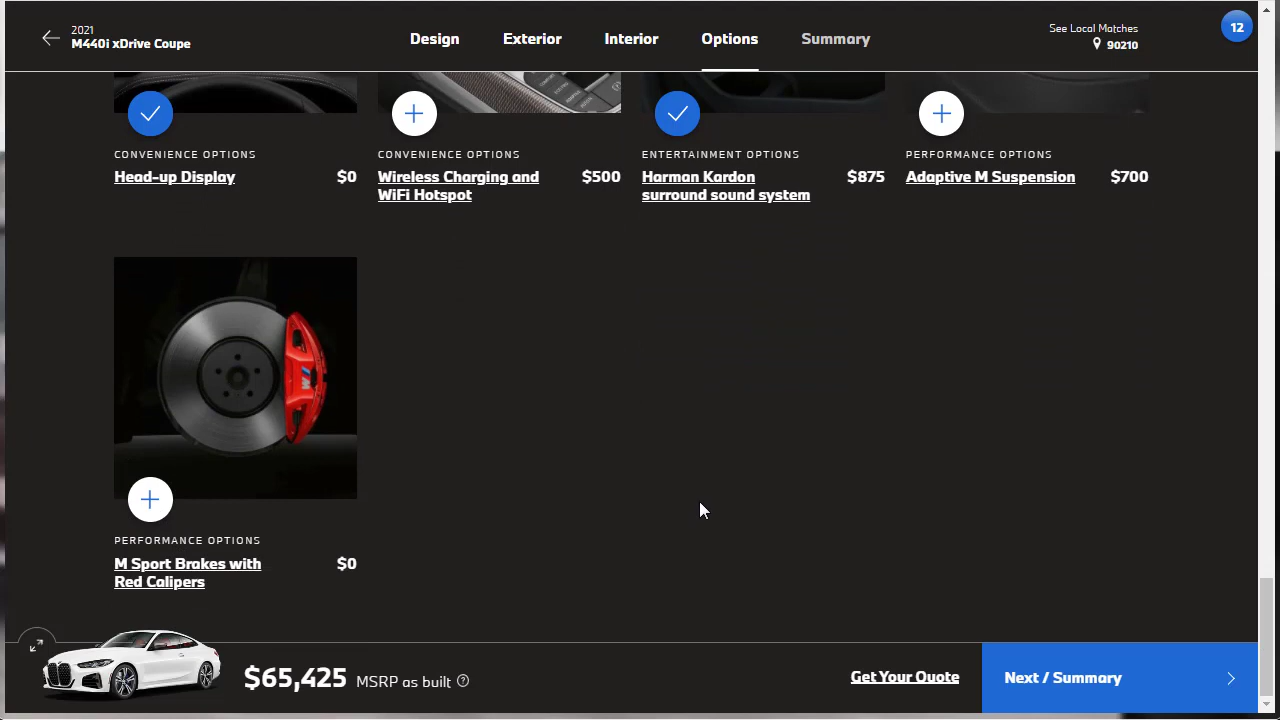 2021
M440i xDrive Coupe
Design
Exterior
Interior
Options
Summary
See Local Matches
90210
12
CONVENIENCE OPTIONS
Head-up Display
$0
CONVENIENCE OPTIONS
Wireless Charging and
WiFi Hotspot
$500
ENTERTAINMENT OPTIONS
Harman Kardon
surround sound system
$875
PERFORMANCE OPTIONS
Adaptive M Suspension
$700
PERFORMANCE OPTIONS
M Sport Brakes with
Red Calipers
$0
$65,425 MSRP as built
Get Your Quote
Next / Summary